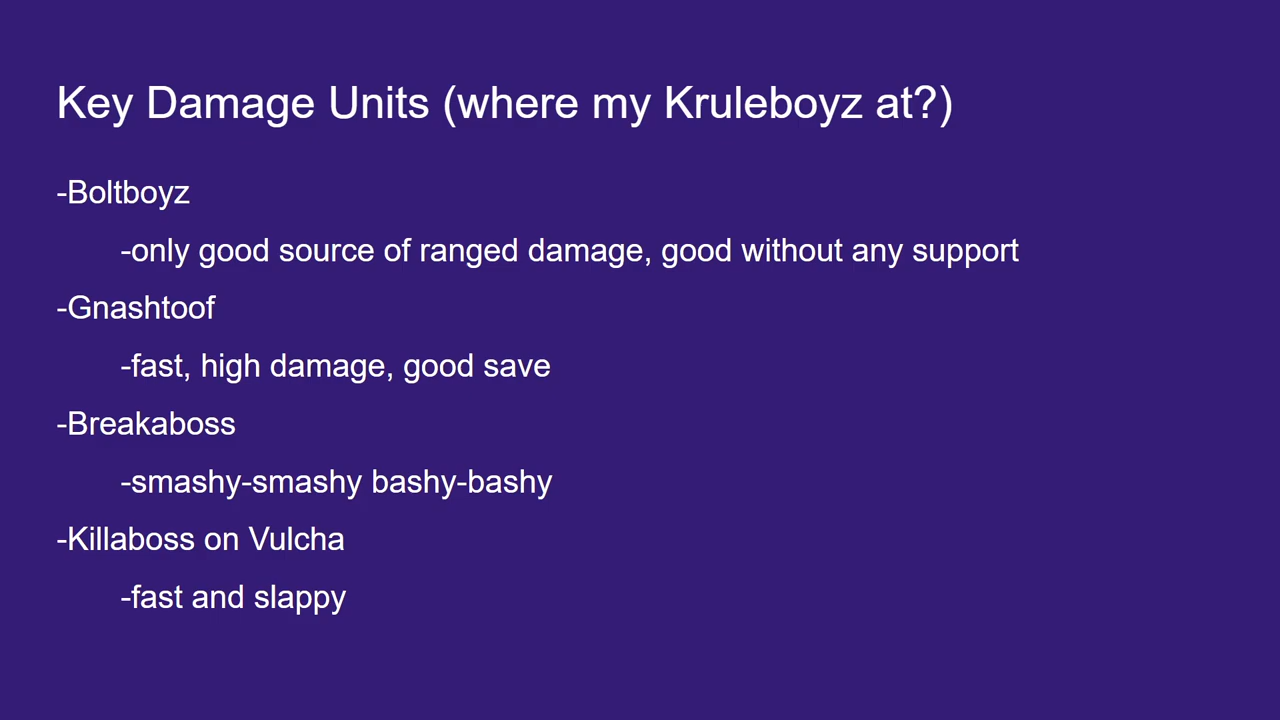 Key Damage Units (where my Kruleboyz at?)
-Boltboyz
-only good source of ranged damage, good without any support
-Gnashtoof
-fast, high damage, good save
-Breakaboss
-smashy-smashy bashy-bashy
-Killaboss on Vulcha
-fast and slappy